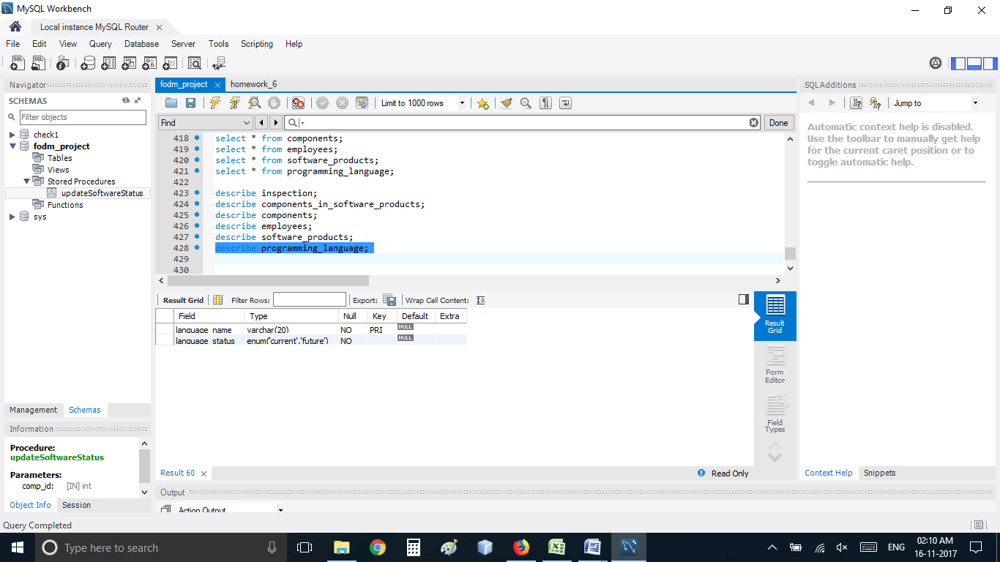 MySQL Workbench
Local instance MySQL Router
File Edit View Query Database Server Tools Scripting Help
Navigator
SCHEMAS
Filter objects
check1
fodm_project
Tables
Views
Stored Procedures
updateSoftwareStatus
Functions
sys
Management Schemas
Information
Procedure:
updateSoftwareStatus
Parameters:
comp_id: [IN] int
Object Info Session
Query Completed
fodm_project homework_6
Limit to 1000 rows
Find Done
418 select * from components;
419 select * from employees;
420 select * from software_products;
421 select * from programming_language;
422
423 describe inspection;
424 describe components_in_software_products;
425 describe components;
426 describe employees;
427 describe software_products;
428 describe programming_language;
429
430
Result Grid Filter Rows: Export: Wrap Cell Content:
Field Type Null Key Default Extra
language_name varchar(20) NO PRI NULL
language_status enum('current','future') NO NULL
Result Grid
Form Editor
Field Types
Result 60 Read Only
Output
Action Output
SQLAdditions
Jump to
Automatic context help is disabled.
Use the toolbar to manually get help
for the current caret position or to
toggle automatic help.
Context Help Snippets
Type here to search
ENG
02:10 AM
16-11-2017